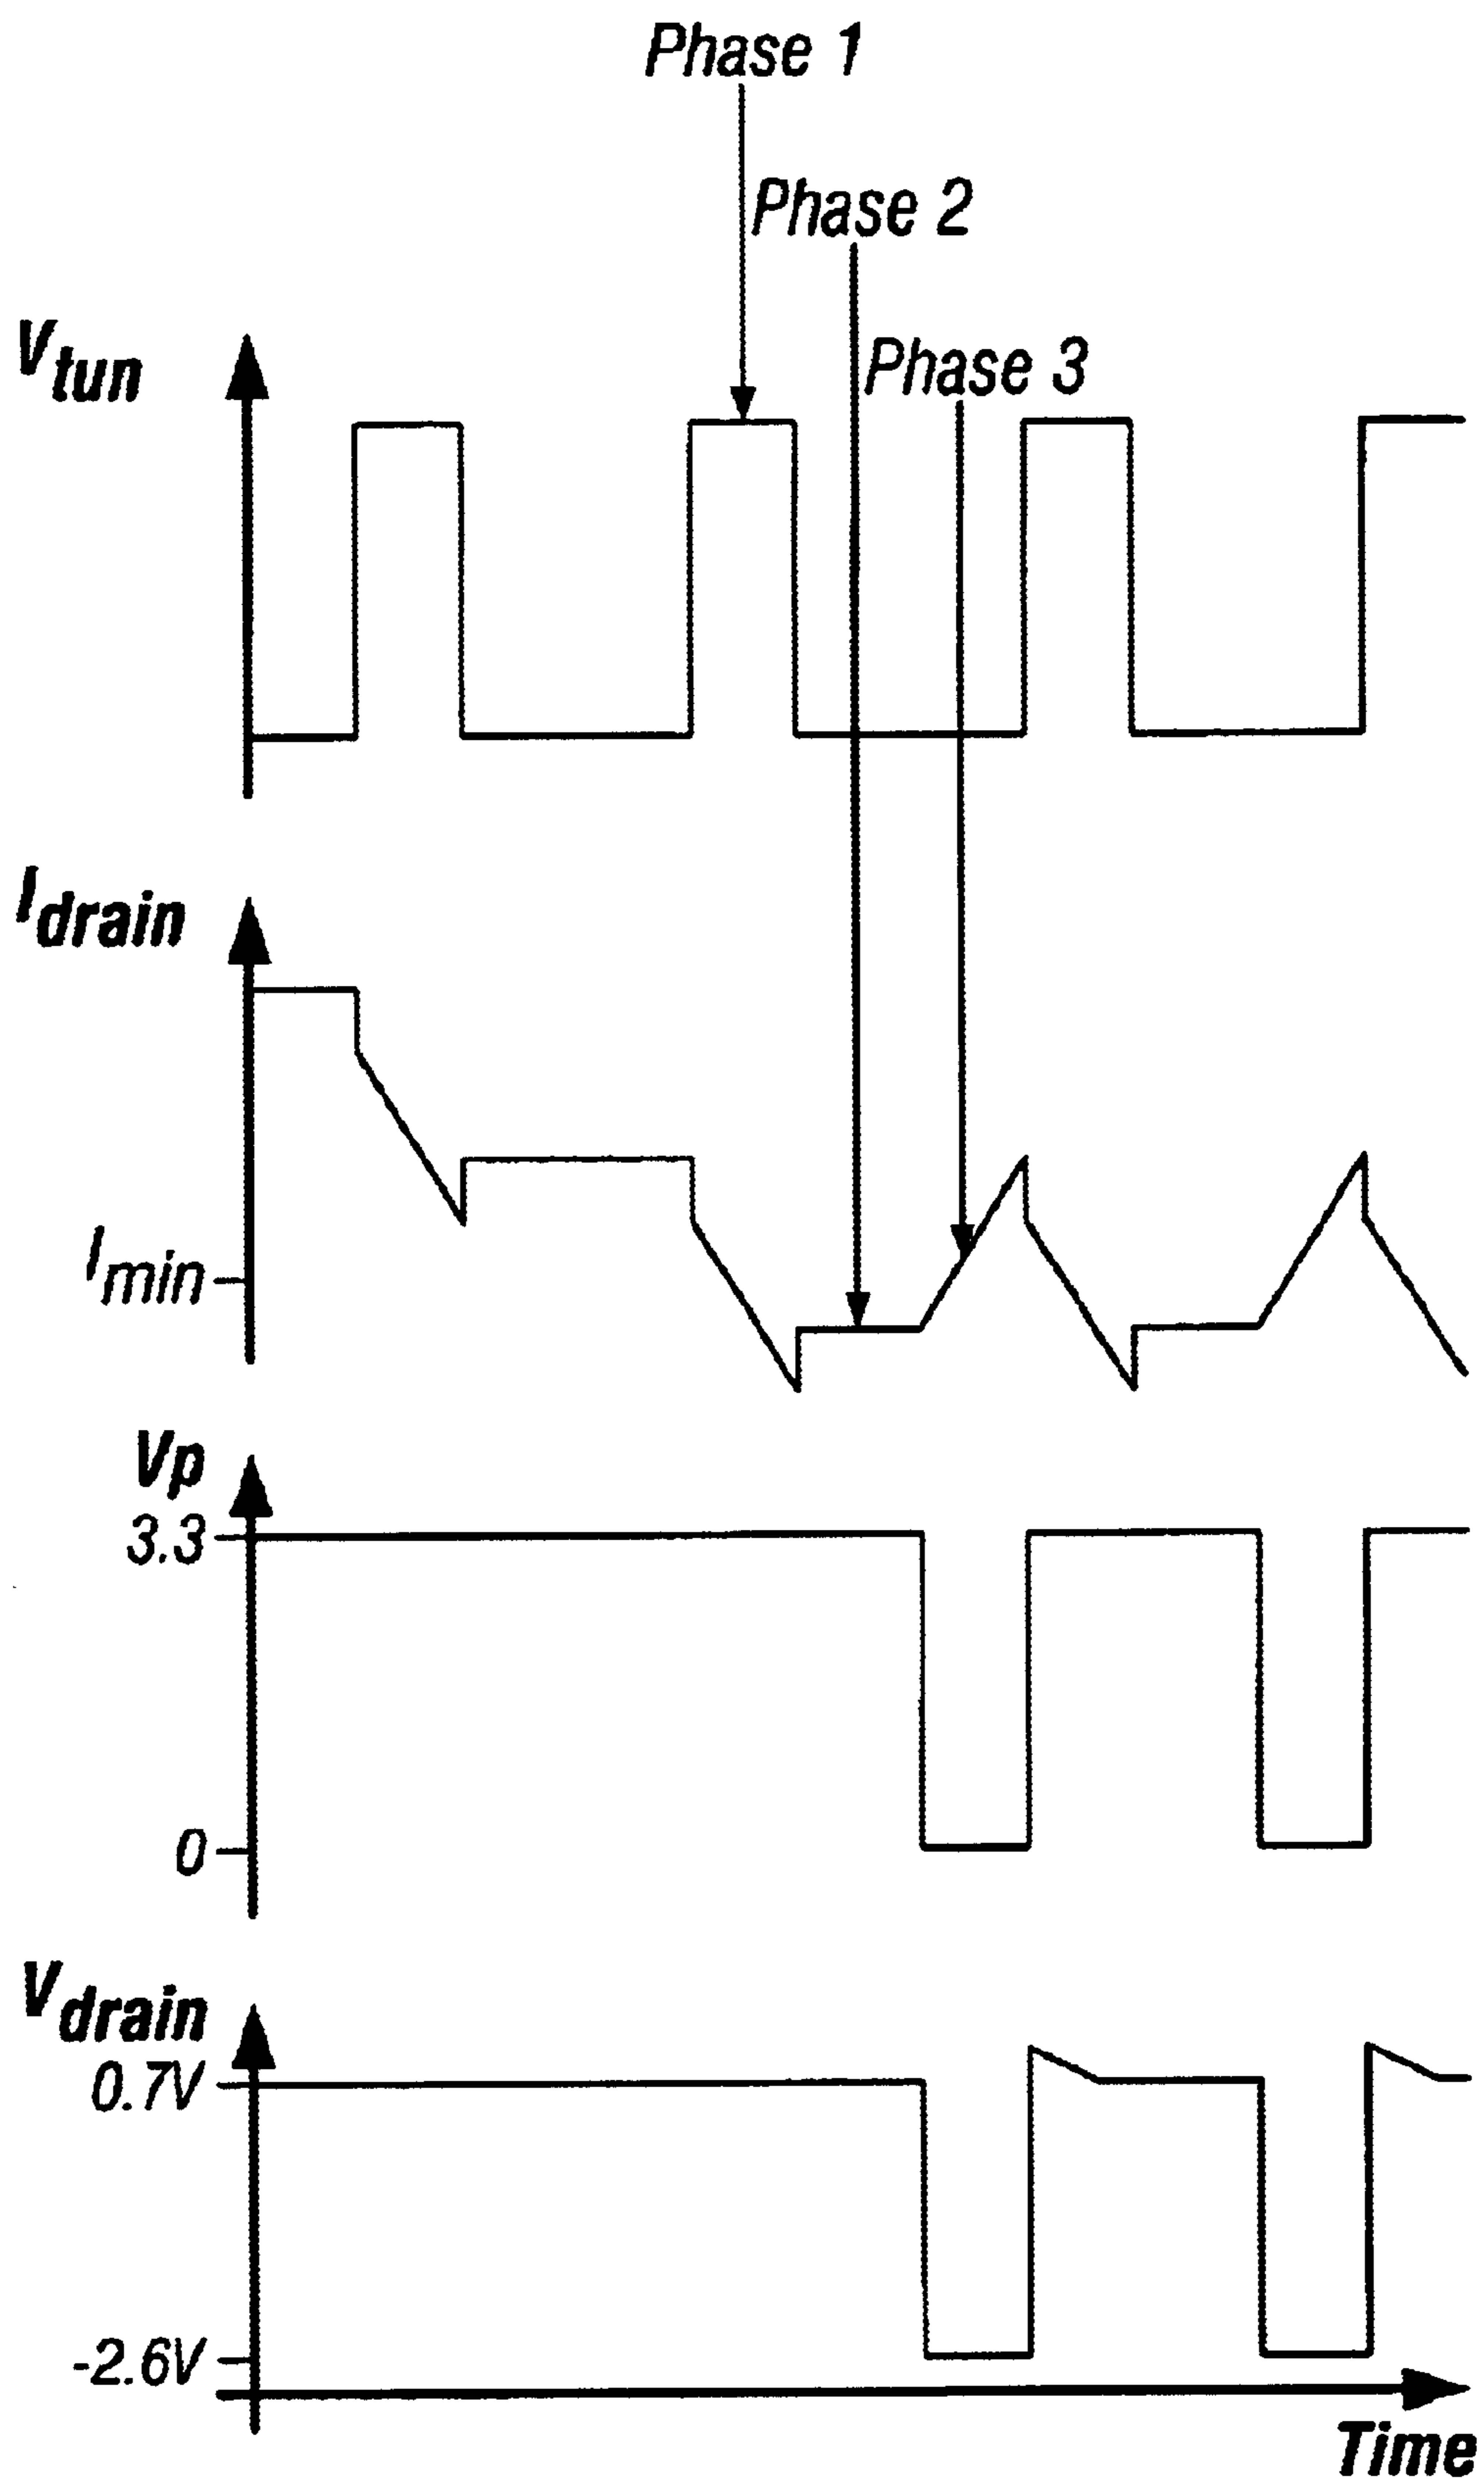 Phase 1
Phase 2
Phase 3
Vtun
Idrain
Imin
Vp
3.3
0
Vdrain
0.7V
-2.6V
Time